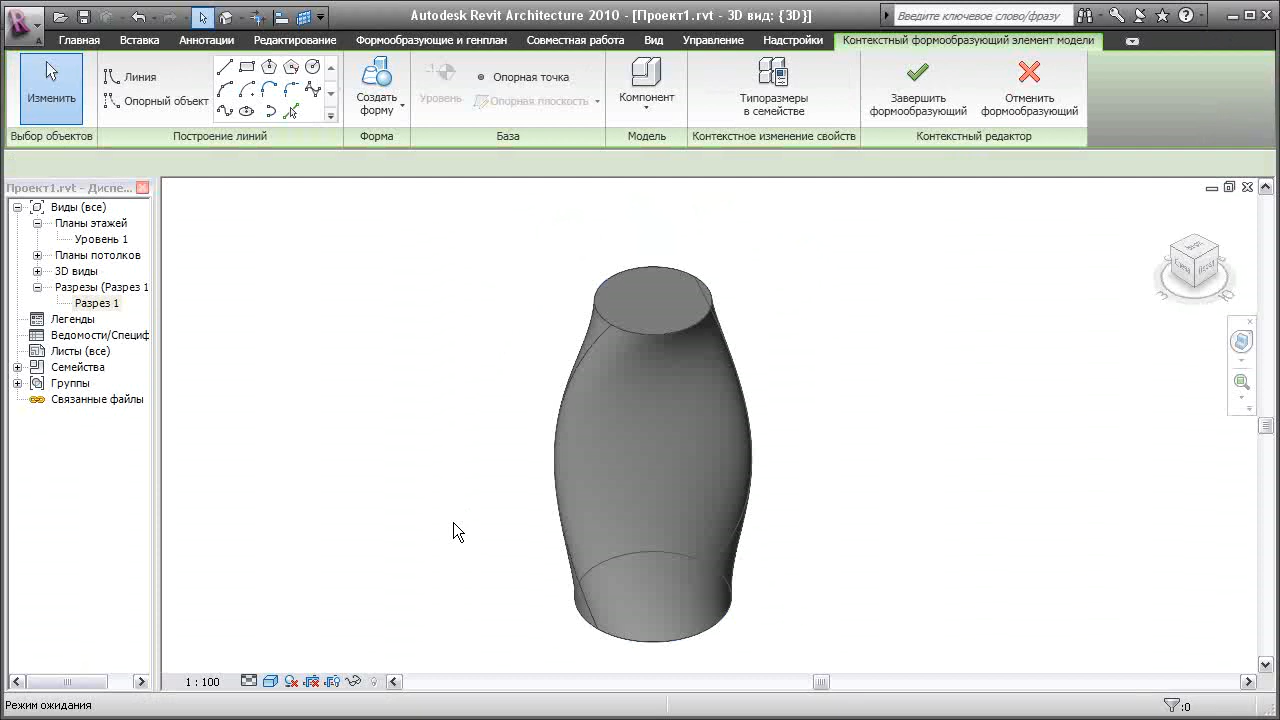 Autodesk Revit Architecture 2010 - [Проект1.rvt - 3D вид: {3D}]
Введите ключевое слово/фразу
Главная Вставка Аннотации Редактирование Формообразующие и генплан Совместная работа Вид Управление Надстройки Контекстный формообразующий элемент модели
Изменить
Линия
Опорный объект
Создать форму
Уровень
Опорная точка
Опорная плоскость
Компонент
Типоразмеры в семействе
Завершить формообразующий
Отменить формообразующий
Выбор объектов Построение линий Форма База Модель Контекстное изменение свойств Контекстный редактор
Проект1.rvt - Диспе...
Виды (все)
Планы этажей
Уровень 1
Планы потолков
3D виды
Разрезы (Разрез 1
Разрез 1
Легенды
Ведомости/Специф
Листы (все)
Семейства
Группы
Связанные файлы
1 : 100
Режим ожидания
:0